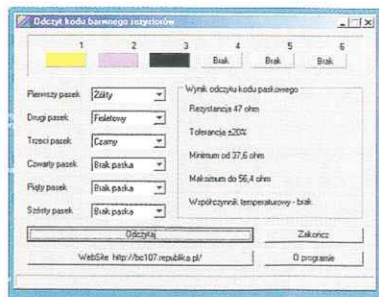 Odczyt kodu barwnego rezystorów
1 2 3 4 5 6
Brak Brak Brak
Pierwszy pasek Żółty
Drugi pasek Fioletowy
Trzeci pasek Czarny
Czwarty pasek Brak paska
Piąty pasek Brak paska
Szósty pasek Brak paska
Wynik odczytu kodu paskowego
Rezystancja 47 ohm
Tolerancja ±20%
Minimum od 37,6 ohm
Maksimum do 56,4 ohm
Współczynnik temperaturowy - brak
Odczytaj Zakończ
WebSite http://bc107.republika.pl/ O programie